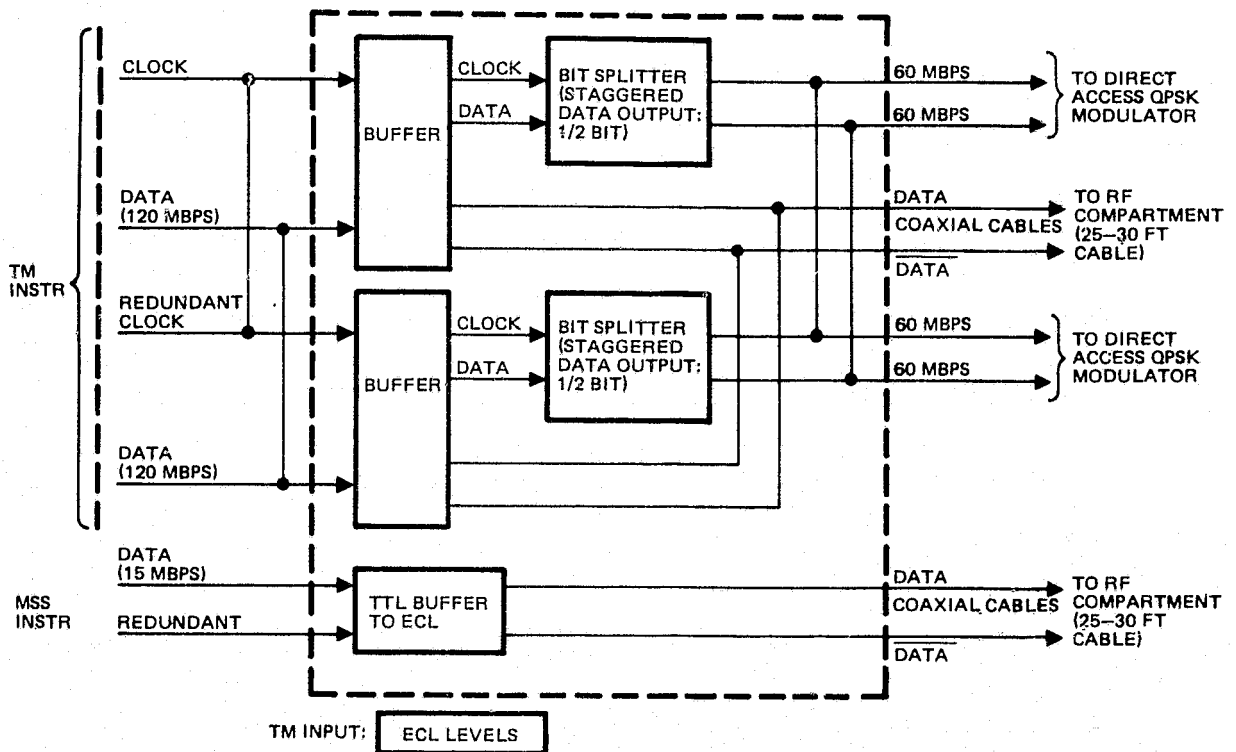 CLOCK
DATA
(120 MBPS)
TM
INSTR
REDUNDANT
CLOCK
DATA
(120 MBPS)
DATA
(15 MBPS)
MSS
INSTR
REDUNDANT
BUFFER
CLOCK
DATA
BIT SPLITTER
(STAGGERED
DATA OUTPUT:
1/2 BIT)
BUFFER
CLOCK
DATA
BIT SPLITTER
(STAGGERED
DATA OUTPUT:
1/2 BIT)
TTL BUFFER
TO ECL
60 MBPS
60 MBPS
TO DIRECT
ACCESS QPSK
MODULATOR
DATA
COAXIAL CABLES
DATA
TO RF
COMPARTMENT
(25–30 FT
CABLE)
60 MBPS
60 MBPS
TO DIRECT
ACCESS QPSK
MODULATOR
DATA
COAXIAL CABLES
DATA
TO RF
COMPARTMENT
(25–30 FT
CABLE)
TM INPUT:
ECL LEVELS